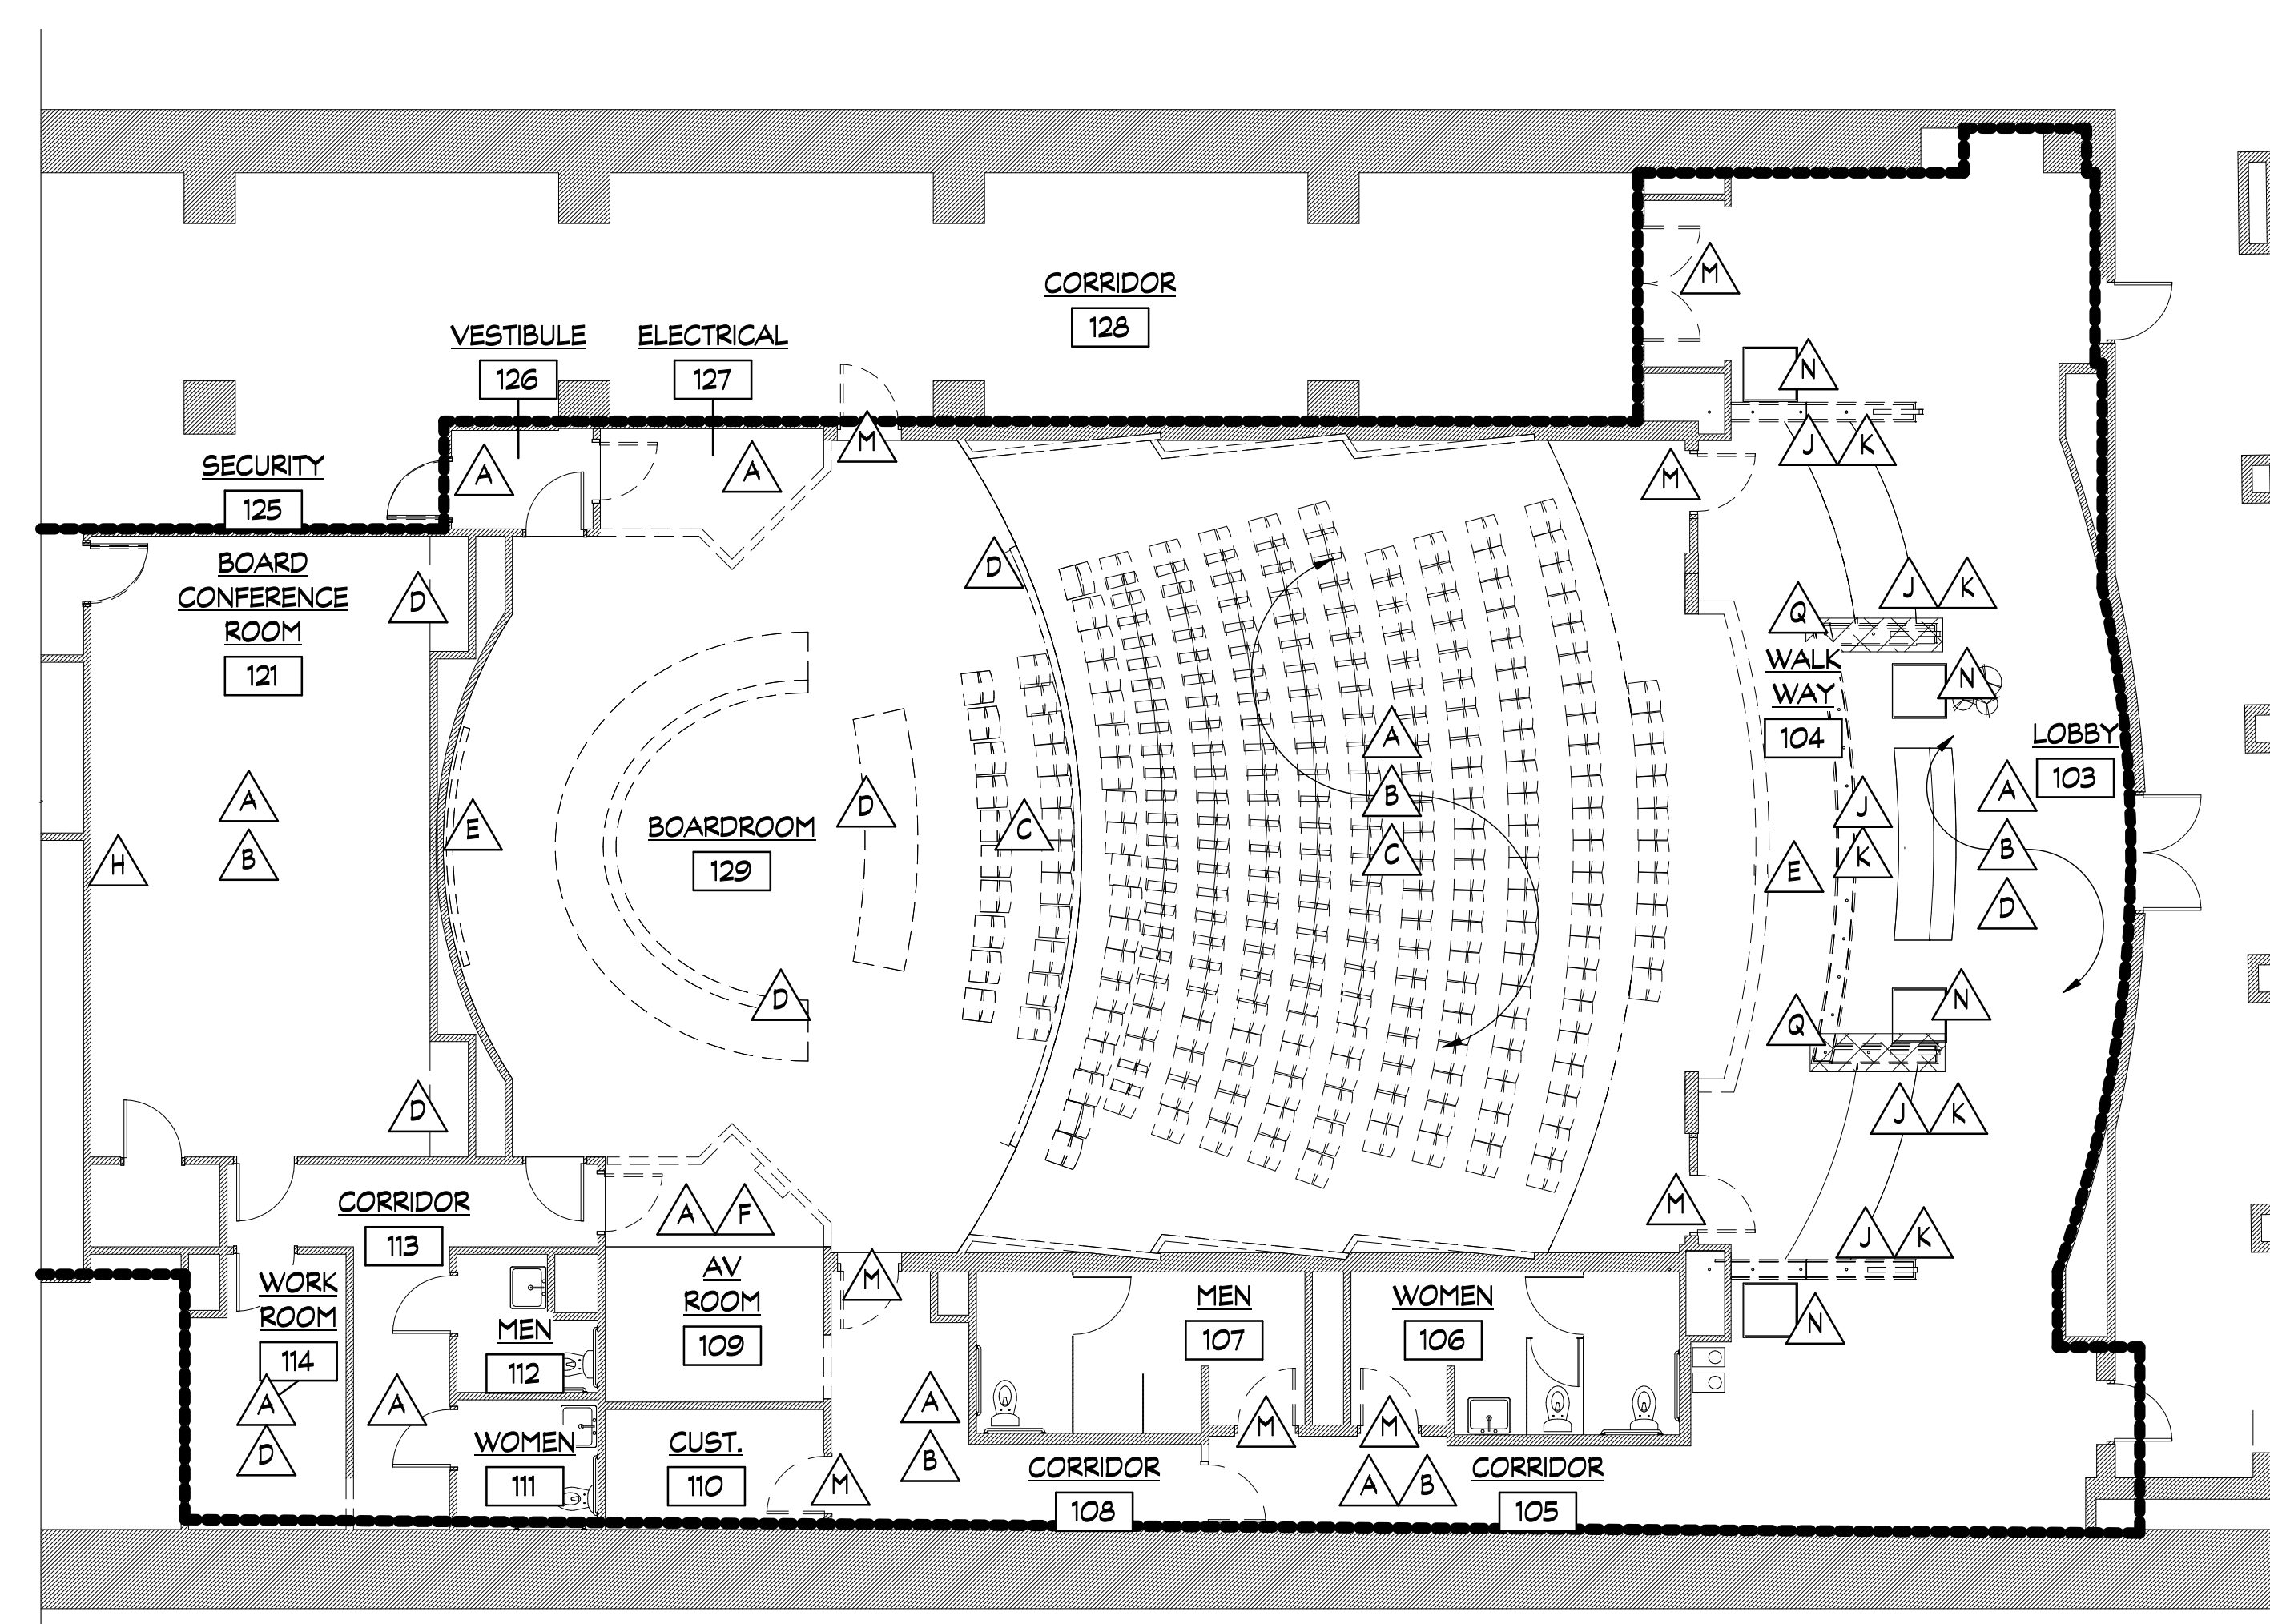 CORRIDOR
128
M
VESTIBULE
126
ELECTRICAL
127
N
M
J K
A
A
M
SECURITY
125
BOARD
CONFERENCE
ROOM
121
D
D
J K
Q
WALK
WAY
104
N
LOBBY
103
A
B
D
A
B
H
E
BOARDROOM
129
D
C
A
B
C
J
K
E
D
N
Q
D
J K
CORRIDOR
113
A F
M
J K
M
N
WORK
ROOM
114
A
D
A
MEN
112
WOMEN
111
AV
ROOM
109
CUST.
110
M
A
B
MEN
107
WOMEN
106
M
M
A B
CORRIDOR
108
CORRIDOR
105